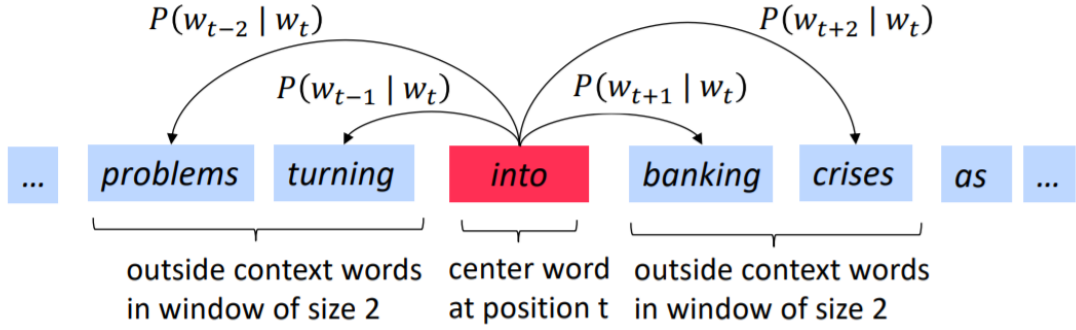 P(w_{t−2} | w_t)
P(w_{t+2} | w_t)
P(w_{t−1} | w_t)
P(w_{t+1} | w_t)
... problems turning into banking crises as ...
outside context words
in window of size 2
center word
at position t
outside context words
in window of size 2